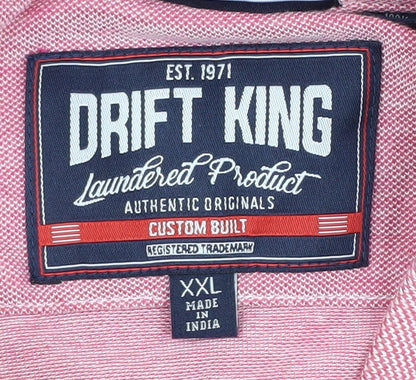 EST. 1971
DRIFT KING
Laundered Product
AUTHENTIC ORIGINALS
CUSTOM BUILT
REGISTERED TRADEMARK
XXL
MADE
IN
INDIA